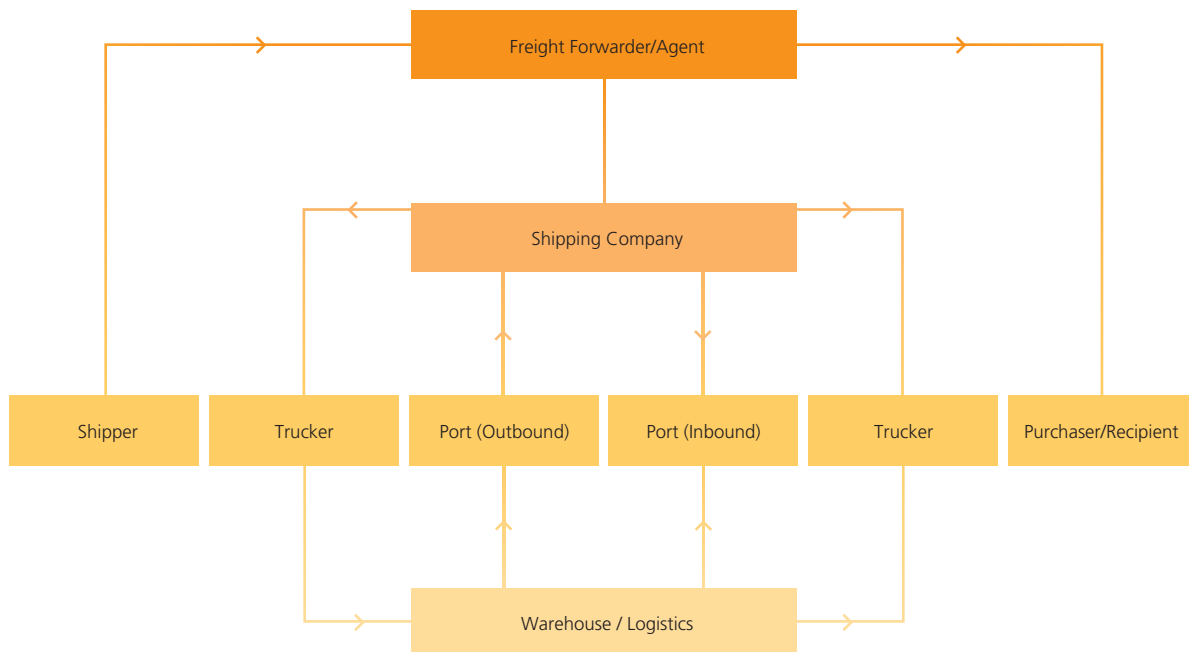 Freight Forwarder/Agent
Shipping Company
Shipper
Trucker
Port (Outbound)
Port (Inbound)
Trucker
Purchaser/Recipient
Warehouse / Logistics